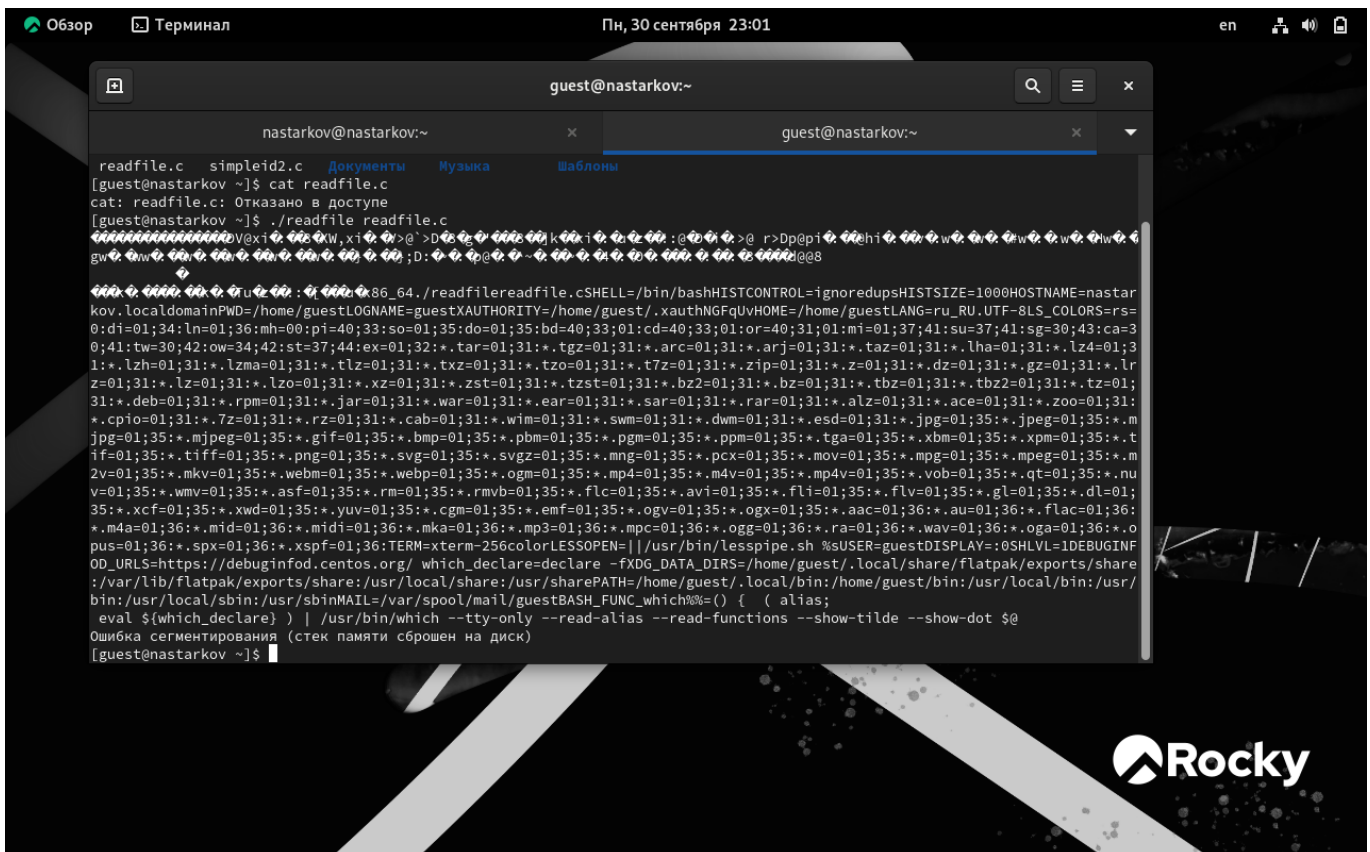 Обзор Терминал Пн, 30 сентября 23:01 en
guest@nastarkov:~
nastarkov@nastarkov:~ guest@nastarkov:~
readfile.c simpleid2.c Документы Музыка Шаблоны
[guest@nastarkov ~]$ cat readfile.c
cat: readfile.c: Отказано в доступе
[guest@nastarkov ~]$ ./readfile readfile.c
x86_64./readfilereadfile.cSHELL=/bin/bashHISTCONTROL=ignoredupsHISTSIZE=1000HOSTNAME=nastar
kov.localdomainPWD=/home/guestLOGNAME=guestXAUTHORITY=/home/guest/.xauthNGFqUvHOME=/home/guestLANG=ru_RU.UTF-8LS_COLORS=rs=
0:di=01;34:ln=01;36:mh=00:pi=40;33:so=01;35:do=01;35:bd=40;33;01:cd=40;33;01:or=40;31;01:mi=01;37;41:su=37;41:sg=30;43:ca=3
0;41:tw=30;42:ow=34;42:st=37;44:ex=01;32:*.tar=01;31:*.tgz=01;31:*.arc=01;31:*.arj=01;31:*.taz=01;31:*.lha=01;31:*.lz4=01;3
1:*.lzh=01;31:*.lzma=01;31:*.tlz=01;31:*.txz=01;31:*.tzo=01;31:*.t7z=01;31:*.zip=01;31:*.z=01;31:*.dz=01;31:*.gz=01;31:*.lr
z=01;31:*.lz=01;31:*.lzo=01;31:*.xz=01;31:*.zst=01;31:*.tzst=01;31:*.bz2=01;31:*.bz=01;31:*.tbz=01;31:*.tbz2=01;31:*.tz=01;
31:*.deb=01;31:*.rpm=01;31:*.jar=01;31:*.war=01;31:*.ear=01;31:*.sar=01;31:*.rar=01;31:*.alz=01;31:*.ace=01;31:*.zoo=01;31:
*.cpio=01;31:*.7z=01;31:*.rz=01;31:*.cab=01;31:*.wim=01;31:*.swm=01;31:*.dwm=01;31:*.esd=01;31:*.jpg=01;35:*.jpeg=01;35:*.m
jpg=01;35:*.mjpeg=01;35:*.gif=01;35:*.bmp=01;35:*.pbm=01;35:*.pgm=01;35:*.ppm=01;35:*.tga=01;35:*.xbm=01;35:*.xpm=01;35:*.t
if=01;35:*.tiff=01;35:*.png=01;35:*.svg=01;35:*.svgz=01;35:*.mng=01;35:*.pcx=01;35:*.mov=01;35:*.mpg=01;35:*.mpeg=01;35:*.m
2v=01;35:*.mkv=01;35:*.webm=01;35:*.webp=01;35:*.ogm=01;35:*.mp4=01;35:*.m4v=01;35:*.mp4v=01;35:*.vob=01;35:*.qt=01;35:*.nu
v=01;35:*.wmv=01;35:*.asf=01;35:*.rm=01;35:*.rmvb=01;35:*.flc=01;35:*.avi=01;35:*.fli=01;35:*.flv=01;35:*.gl=01;35:*.dl=01;
35:*.xcf=01;35:*.xwd=01;35:*.yuv=01;35:*.cgm=01;35:*.emf=01;35:*.ogv=01;35:*.ogx=01;35:*.aac=01;36:*.au=01;36:*.flac=01;36:
*.m4a=01;36:*.mid=01;36:*.midi=01;36:*.mka=01;36:*.mp3=01;36:*.mpc=01;36:*.ogg=01;36:*.ra=01;36:*.wav=01;36:*.oga=01;36:*.o
pus=01;36:*.spx=01;36:*.xspf=01;36:TERM=xterm-256colorLESSOPEN=||/usr/bin/lesspipe.sh %sUSER=guestDISPLAY=:0SHLVL=1DEBUGINF
OD_URLS=https://debuginfod.centos.org/ which_declare=declare -fXDG_DATA_DIRS=/home/guest/.local/share/flatpak/exports/share
:/var/lib/flatpak/exports/share:/usr/local/share:/usr/sharePATH=/home/guest/.local/bin:/home/guest/bin:/usr/local/bin:/usr/
bin:/usr/local/sbin:/usr/sbinMAIL=/var/spool/mail/guestBASH_FUNC_which%%=() { ( alias;
eval ${which_declare} ) | /usr/bin/which --tty-only --read-alias --read-functions --show-tilde --show-dot $@
Ошибка сегментирования (стек памяти сброшен на диск)
[guest@nastarkov ~]$
Rocky